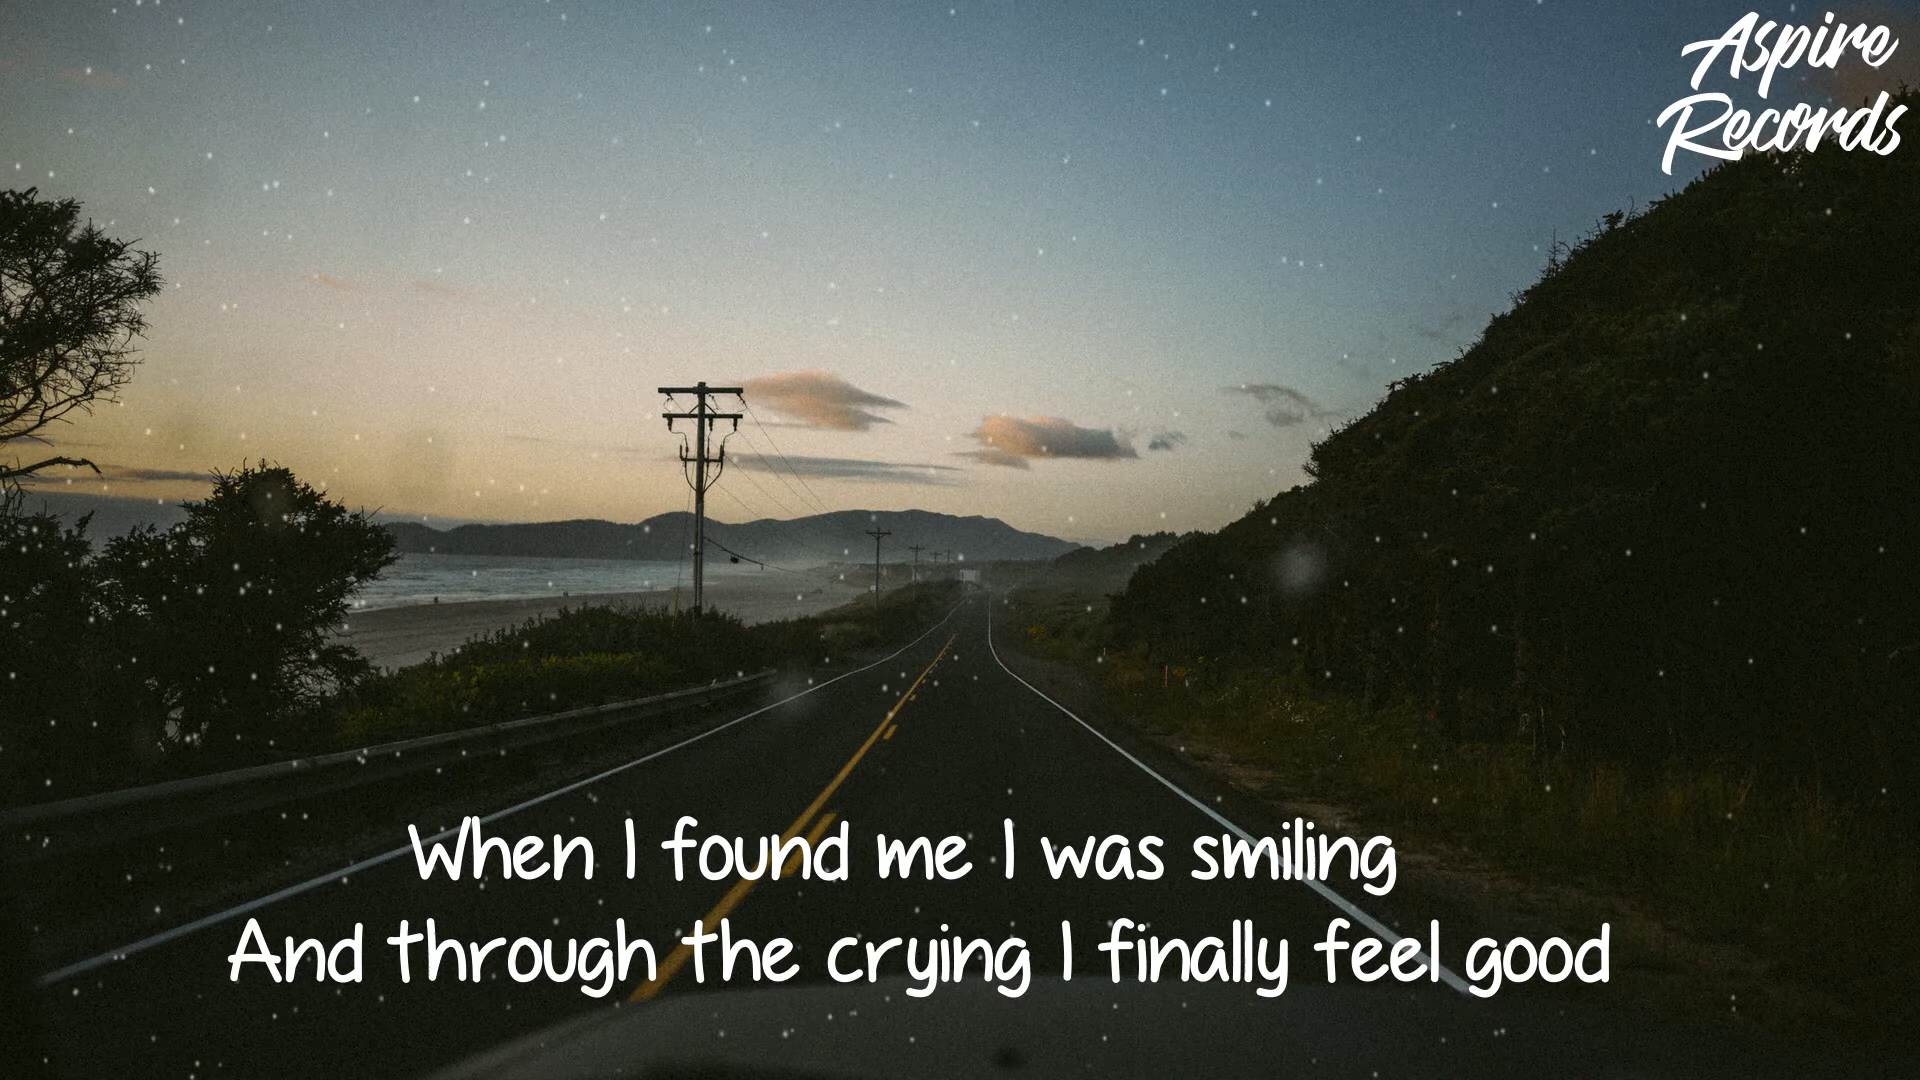 Aspire
Records
When I found me I was smiling
And through the crying I finally feel good